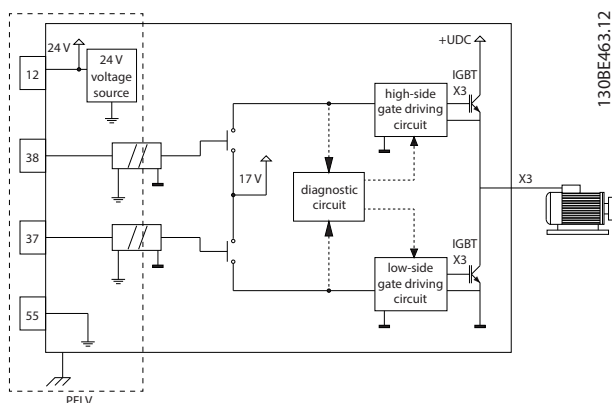 130BE463.12
24 V
12
24 V
voltage
source
+UDC
IGBT
X3
high-side
gate driving
circuit
38
17 V
diagnostic
circuit
X3
37
IGBT
X3
low-side
gate driving
circuit
55
PELV